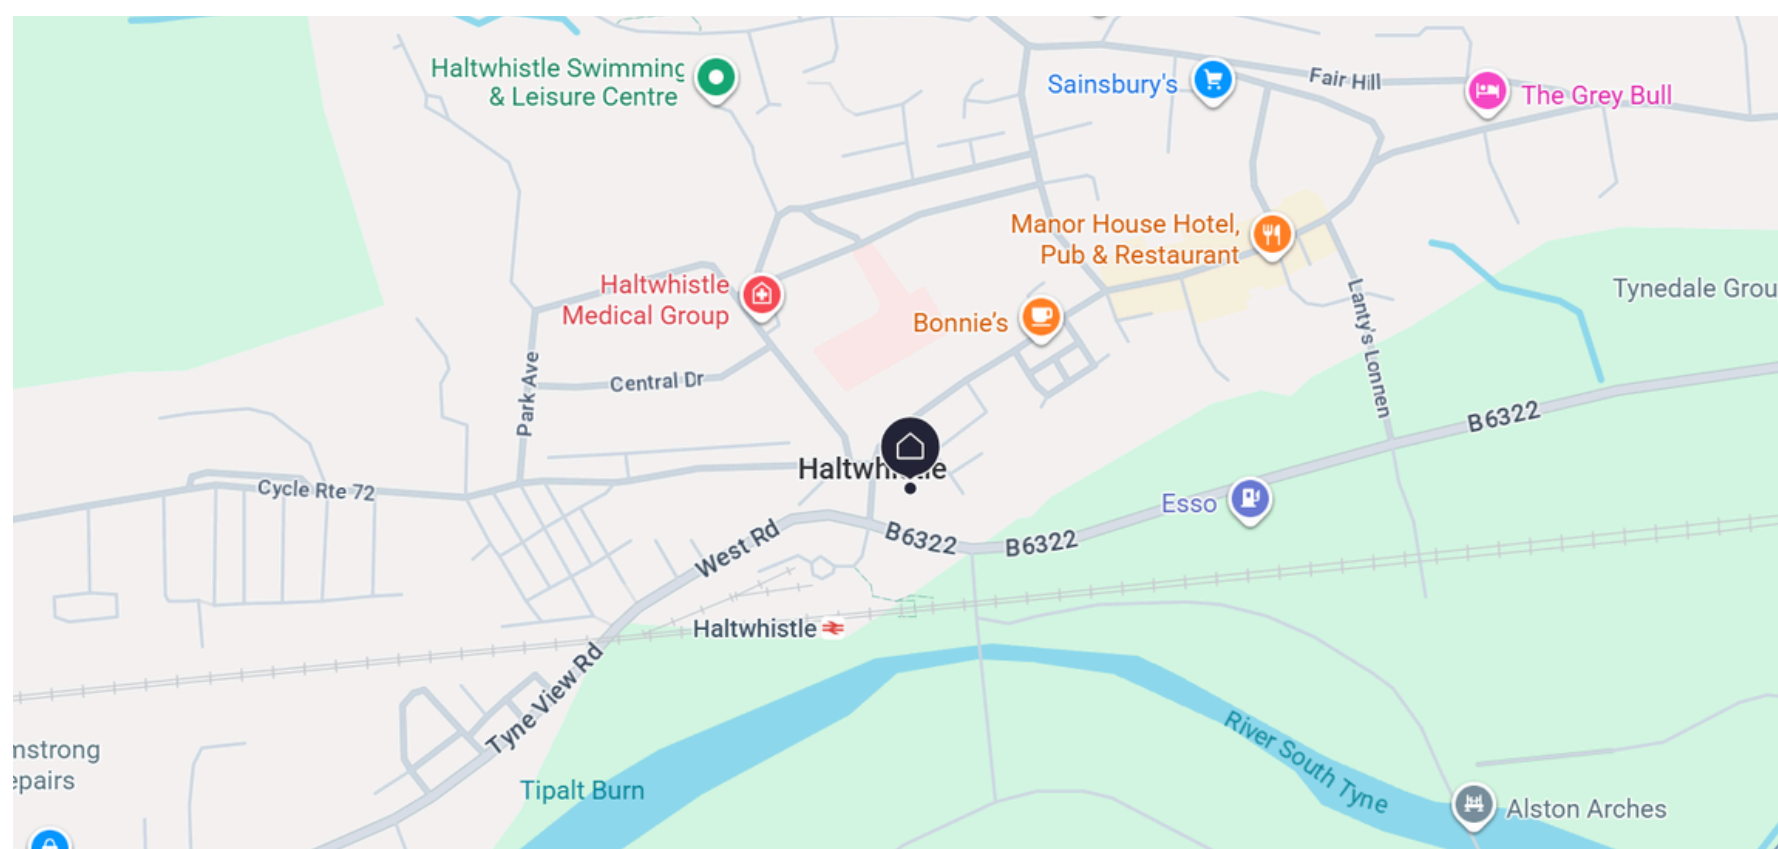 Haltwhistle Swimming
& Leisure Centre
Sainsbury's
Fair Hill
The Grey Bull
Manor House Hotel,
Pub & Restaurant
Haltwhistle
Medical Group
Bonnie's
Lanty's Lonnen
Tynedale Grou
Park Ave
Central Dr
B6322
Haltwhistle
Cycle Rte 72
Esso
West Rd
B6322
B6322
Haltwhistle
Tyne View Rd
mstrong
epairs
Tipalt Burn
River South Tyne
Alston Arches